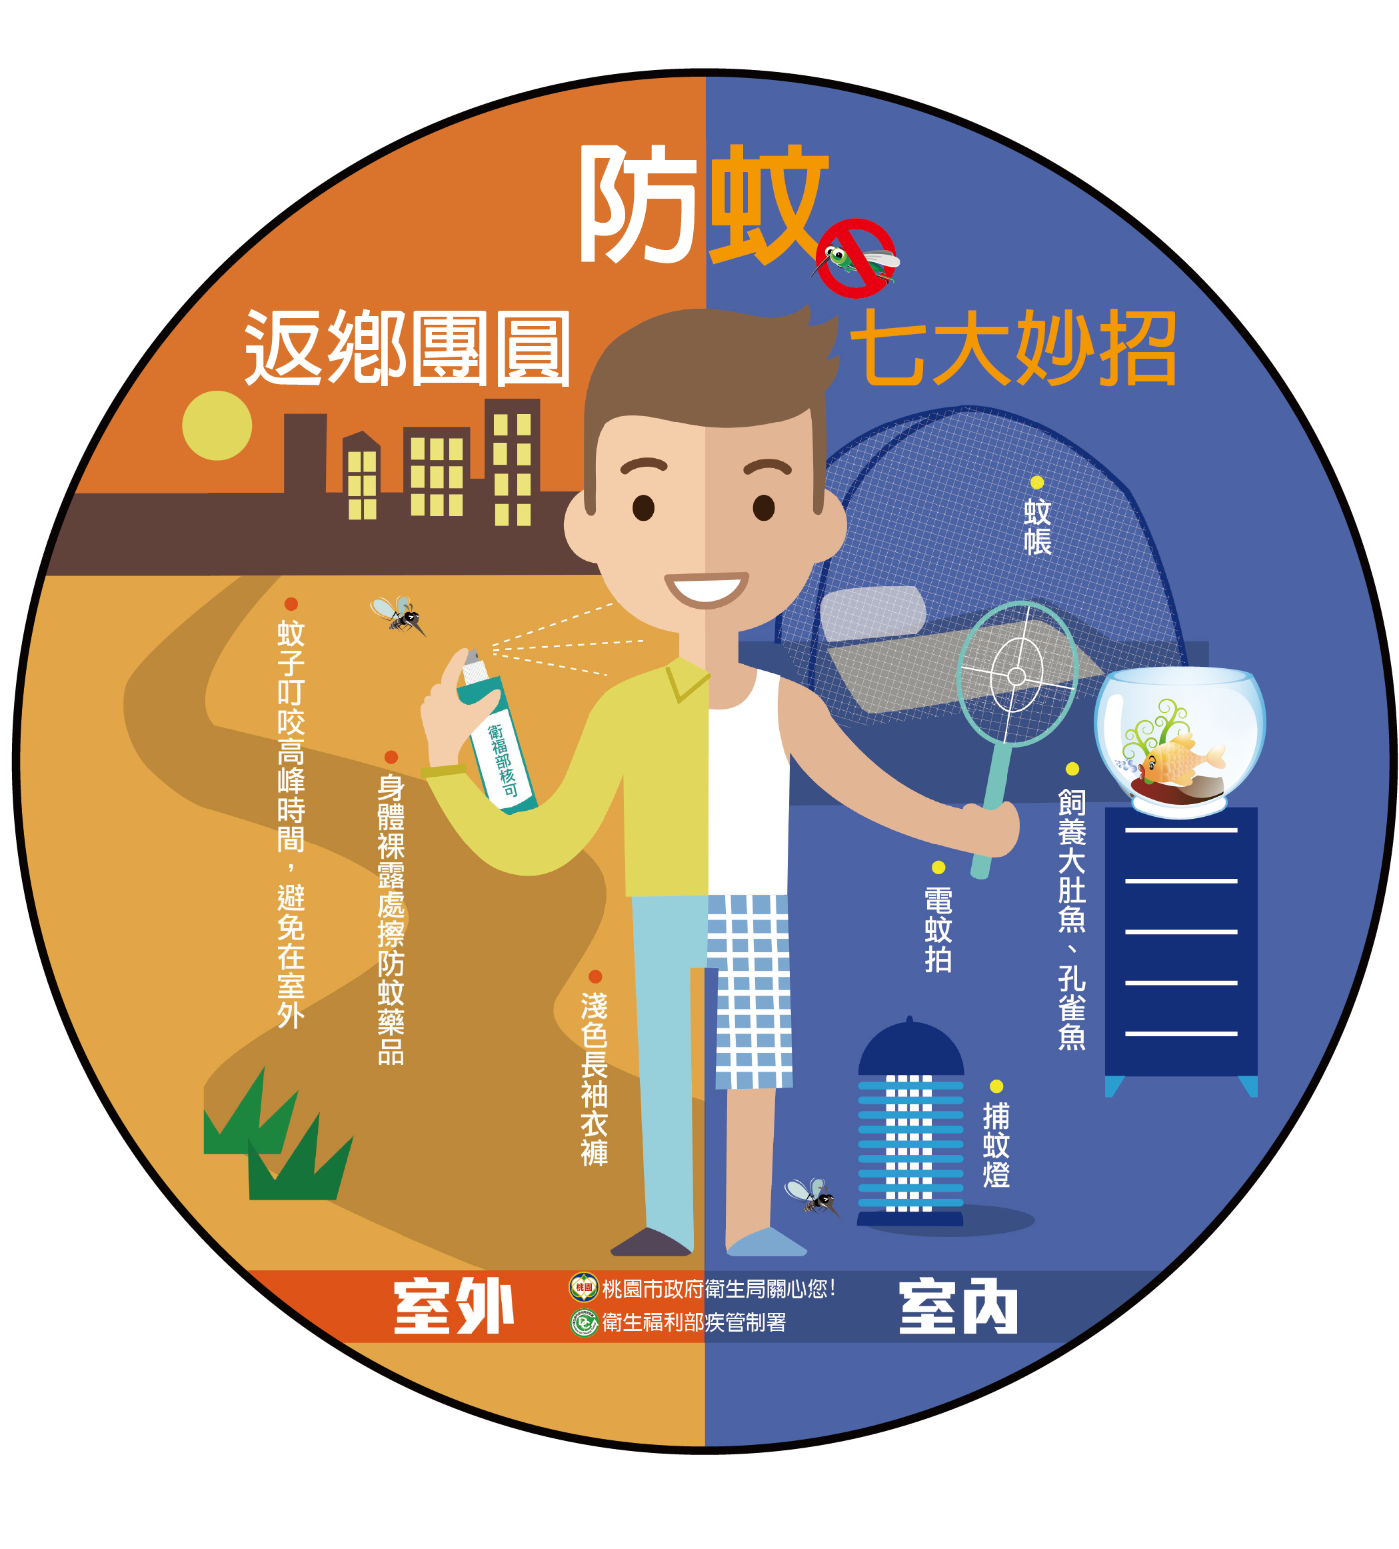 防蚊
返鄉團圓
七大妙招
蚊子叮咬高峰時間，避免在室外
身體裸露處擦防蚊藥品
淺色長袖衣褲
衛福部核可
蚊帳
電蚊拍
飼養大肚魚、孔雀魚
捕蚊燈
室外
桃園
桃園市政府衛生局關心您!
衛生福利部疾管制署
室內